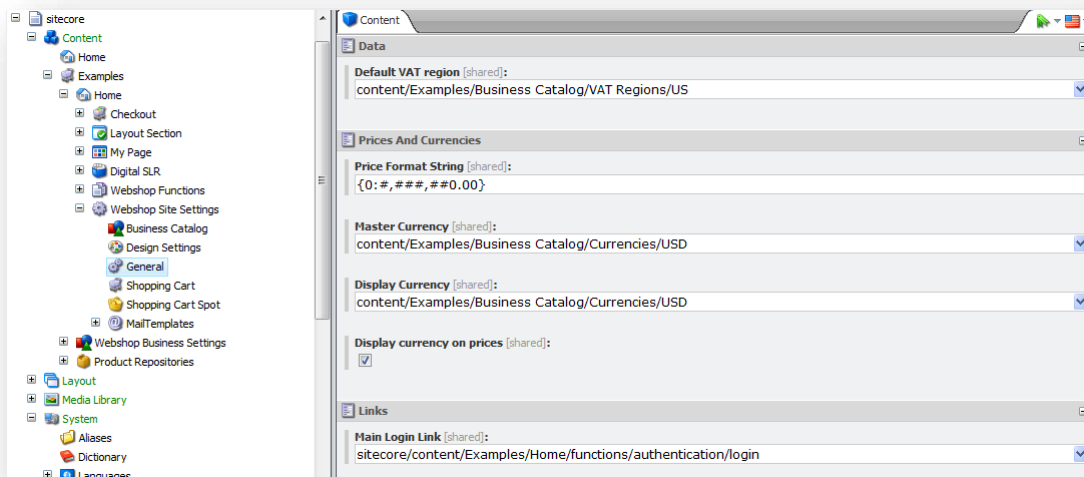 sitecore
Content
Home
Examples
Home
Checkout
Layout Section
My Page
Digital SLR
Webshop Functions
Webshop Site Settings
Business Catalog
Design Settings
General
Shopping Cart
Shopping Cart Spot
MailTemplates
Webshop Business Settings
Product Repositories
Layout
Media Library
System
Aliases
Dictionary
Languages
Content
Data
Default VAT region [shared]:
content/Examples/Business Catalog/VAT Regions/US
Prices And Currencies
Price Format String [shared]:
{0:#,###,##0.00}
Master Currency [shared]:
content/Examples/Business Catalog/Currencies/USD
Display Currency [shared]:
content/Examples/Business Catalog/Currencies/USD
Display currency on prices [shared]:
Links
Main Login Link [shared]:
sitecore/content/Examples/Home/functions/authentication/login